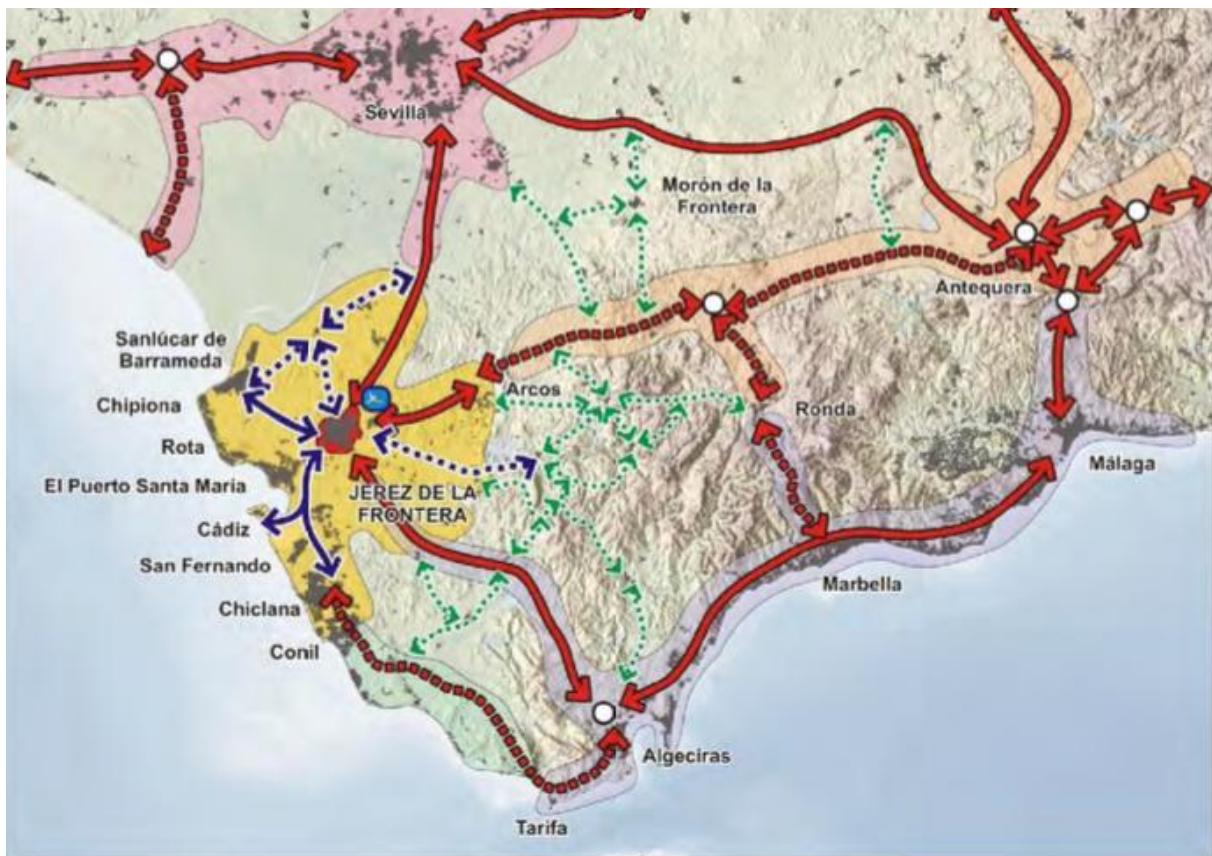 Sevilla
Morón de la
Frontera
Antequera
Sanlúcar de
Barrameda
Arcos
Chipiona
Ronda
Rota
Málaga
El Puerto Santa María
JEREZ DE LA
FRONTERA
Cádiz
San Fernando
Marbella
Chiclana
Conil
Algeciras
Tarifa